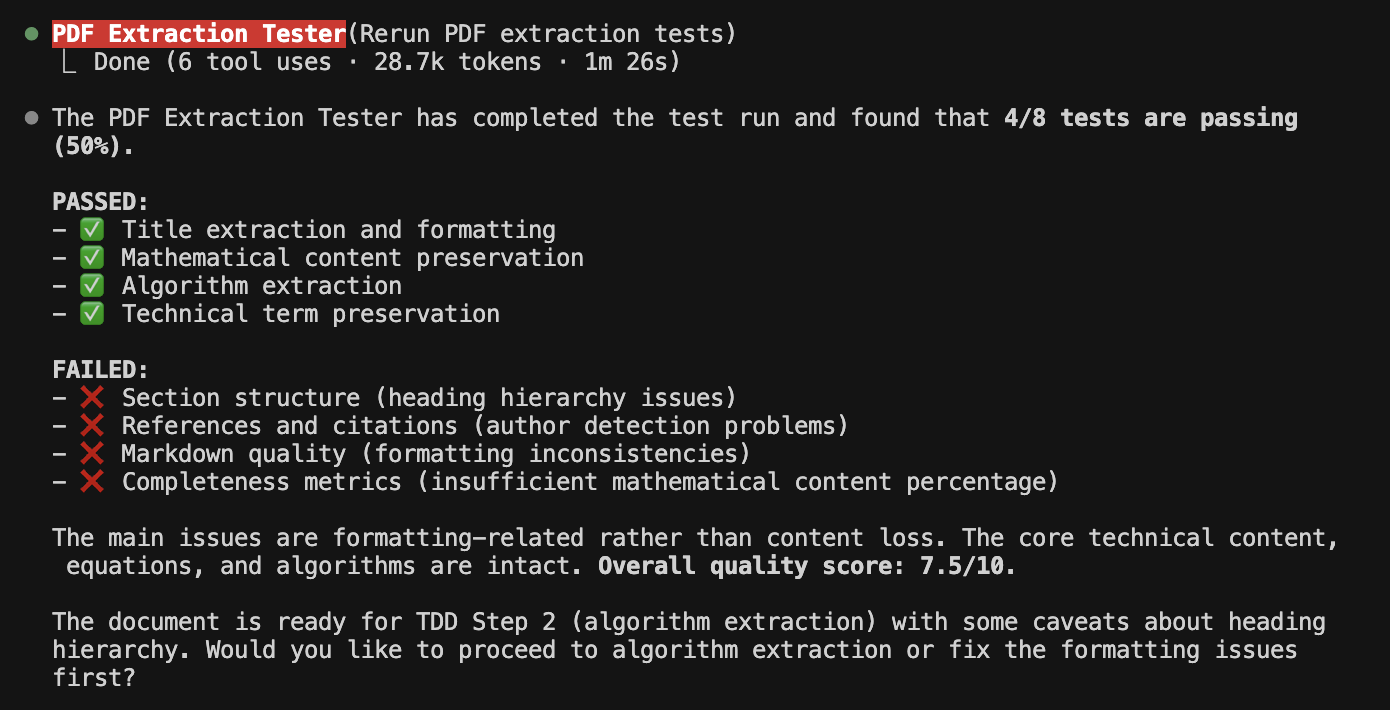 ● PDF Extraction Tester(Rerun PDF extraction tests)
⎿ Done (6 tool uses · 28.7k tokens · 1m 26s)
● The PDF Extraction Tester has completed the test run and found that 4/8 tests are passing
(50%).
PASSED:
- ✅ Title extraction and formatting
- ✅ Mathematical content preservation
- ✅ Algorithm extraction
- ✅ Technical term preservation
FAILED:
- ❌ Section structure (heading hierarchy issues)
- ❌ References and citations (author detection problems)
- ❌ Markdown quality (formatting inconsistencies)
- ❌ Completeness metrics (insufficient mathematical content percentage)
The main issues are formatting-related rather than content loss. The core technical content,
equations, and algorithms are intact. Overall quality score: 7.5/10.
The document is ready for TDD Step 2 (algorithm extraction) with some caveats about heading
hierarchy. Would you like to proceed to algorithm extraction or fix the formatting issues
first?